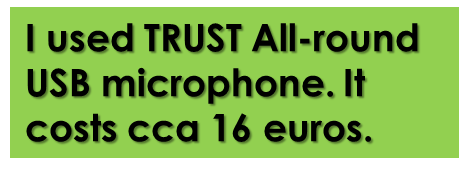 I used TRUST All-round
USB microphone. It
costs cca 16 euros.